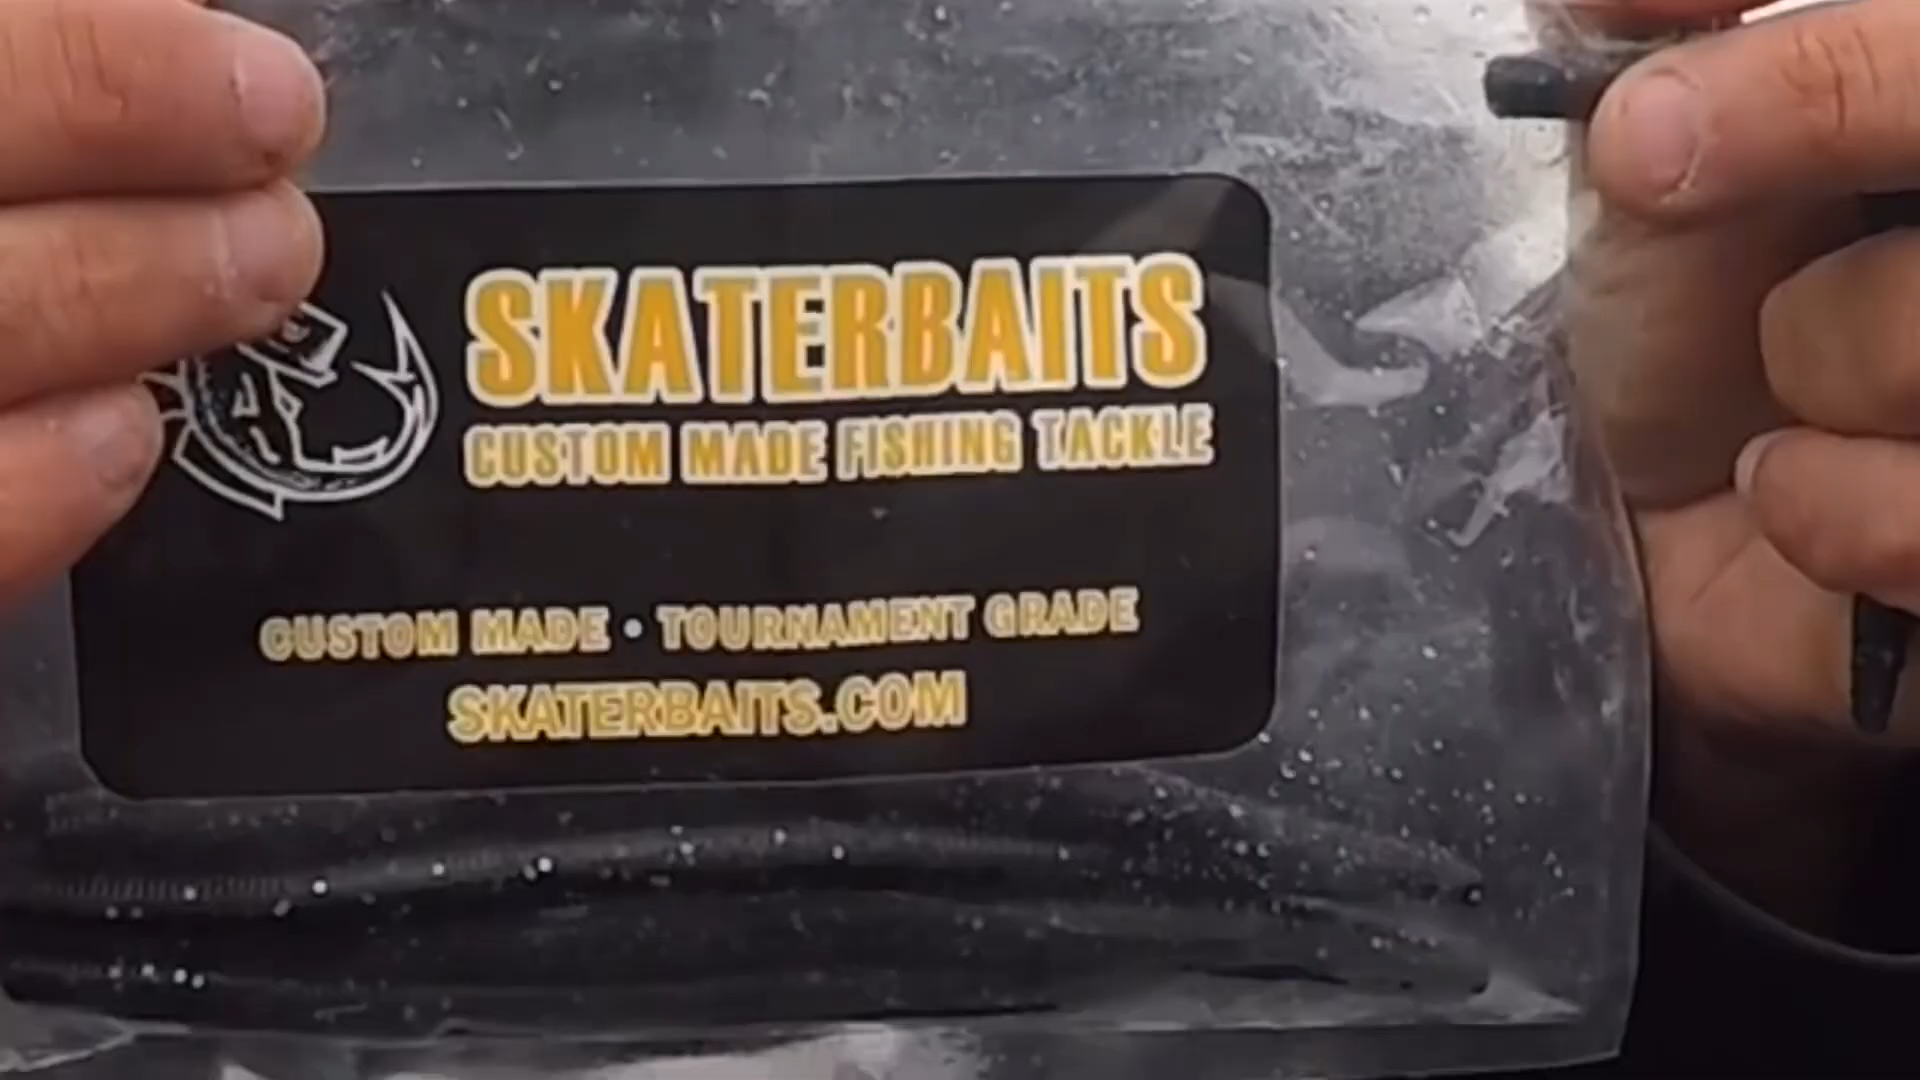 SKATERBAITS
CUSTOM MADE FISHING TACKLE
CUSTOM MADE • TOURNAMENT GRADE
SKATERBAITS.COM